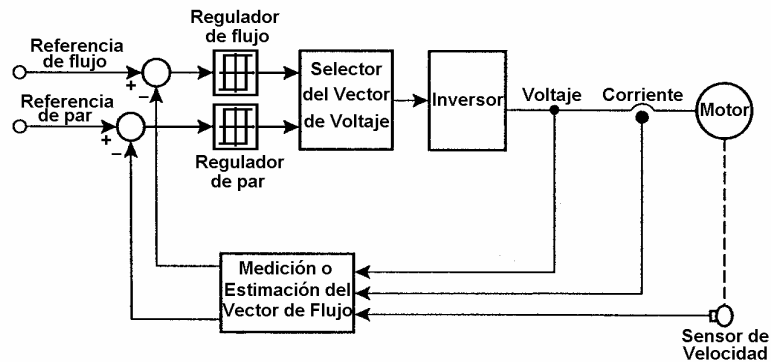 Regulador
de flujo
Referencia
de flujo
+
−
Referencia
de par
+
−
Regulador
de par
Selector
del Vector
de Voltaje
Inversor
Voltaje
Corriente
Motor
Medición o
Estimación del
Vector de Flujo
Sensor de
Velocidad